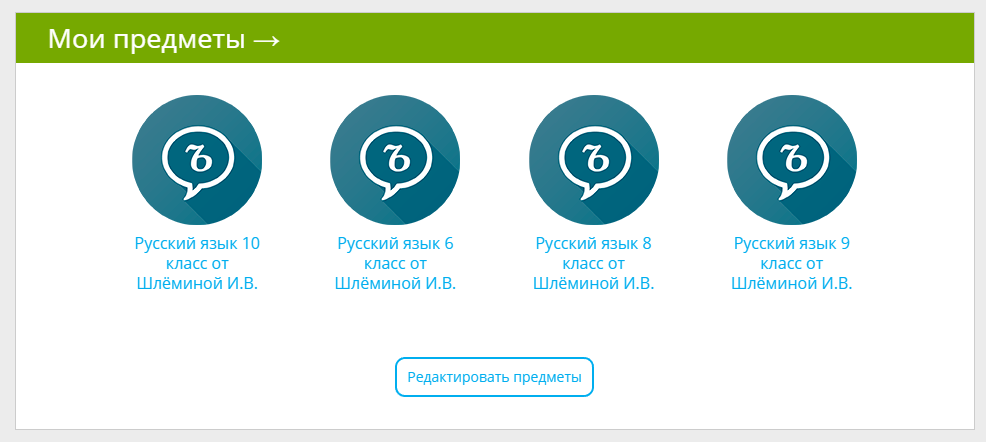 Мои предметы →
Ъ
Ъ
Ъ
Ъ
Русский язык 10
класс от
Шлёминой И.В.
Русский язык 6
класс от
Шлёминой И.В.
Русский язык 8
класс от
Шлёминой И.В.
Русский язык 9
класс от
Шлёминой И.В.
Редактировать предметы